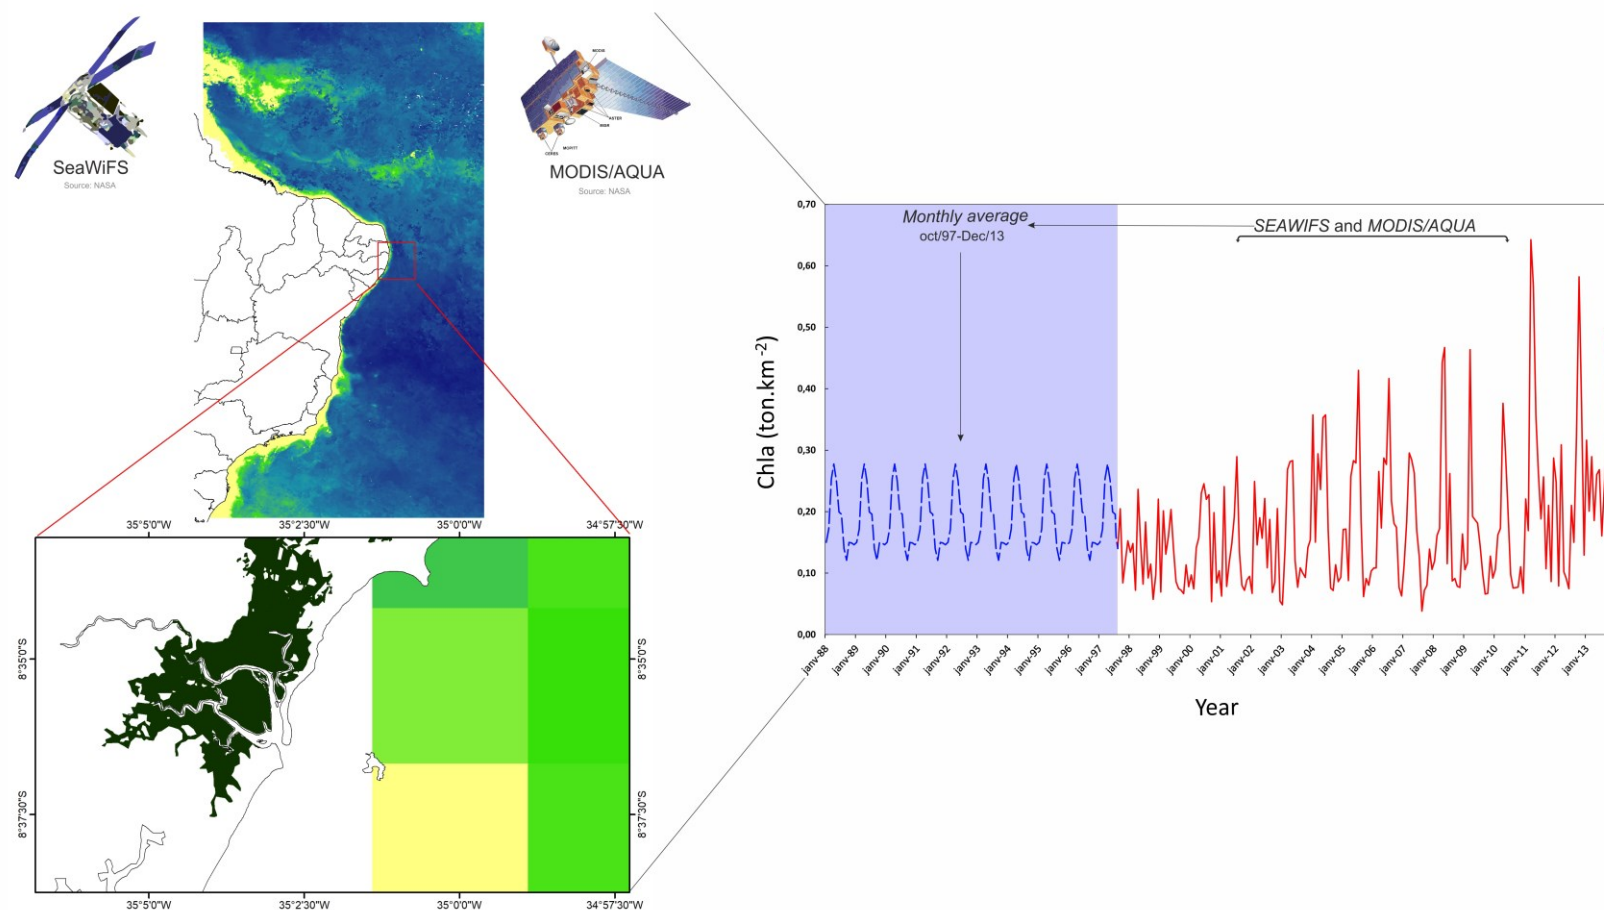 SeaWiFS
Source: NASA
MODIS
ASTER
MISR
MOPITT
CERES
MODIS/AQUA
Source: NASA
35°5'0"W
35°2'30"W
35°0'0"W
34°57'30"W
8°35'0"S
8°35'0"S
8°37'30"S
8°37'30"S
35°5'0"W
35°2'30"W
35°0'0"W
34°57'30"W
Monthly average
oct/97-Dec/13
SEAWIFS and MODIS/AQUA
Chla (ton.km⁻²)
0,70
0,60
0,50
0,40
0,30
0,20
0,10
0,00
janv-88
janv-89
janv-90
janv-91
janv-92
janv-93
janv-94
janv-95
janv-96
janv-97
janv-98
janv-99
janv-00
janv-01
janv-02
janv-03
janv-04
janv-05
janv-06
janv-07
janv-08
janv-09
janv-10
janv-11
janv-12
janv-13
Year